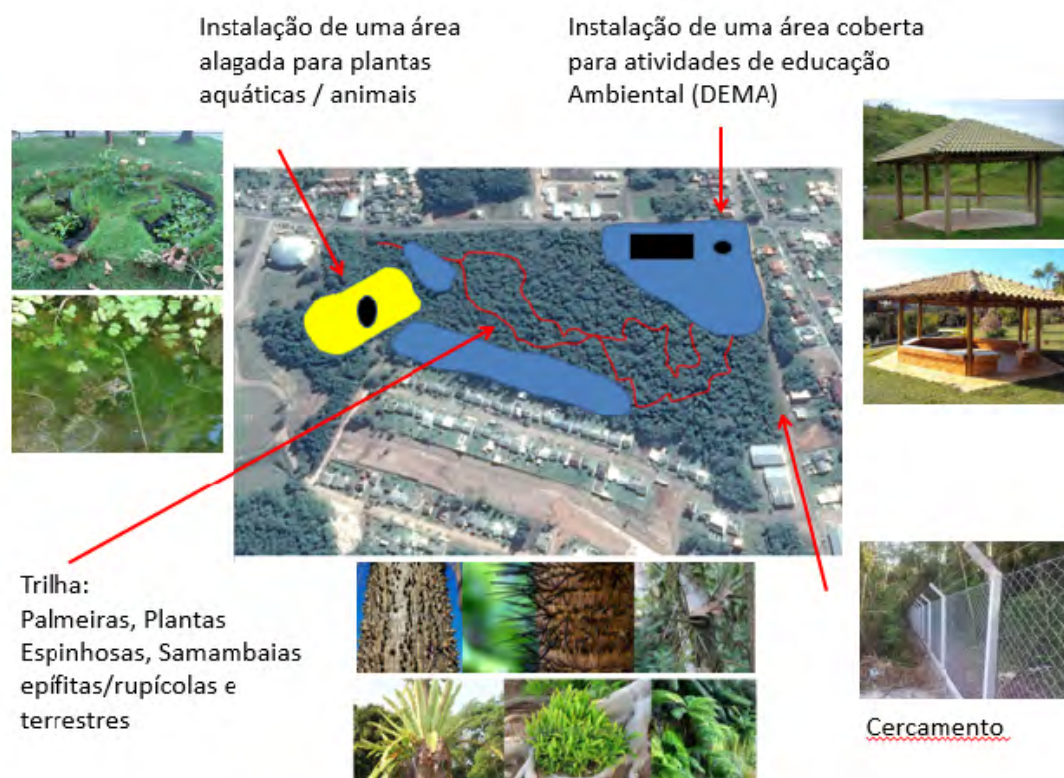 Instalação de uma área
alagada para plantas
aquáticas / animais
Instalação de uma área coberta
para atividades de educação
Ambiental (DEMA)
Trilha:
Palmeiras, Plantas
Espinhosas, Samambaias
epífitas/rupícolas e
terrestres
Cercamento